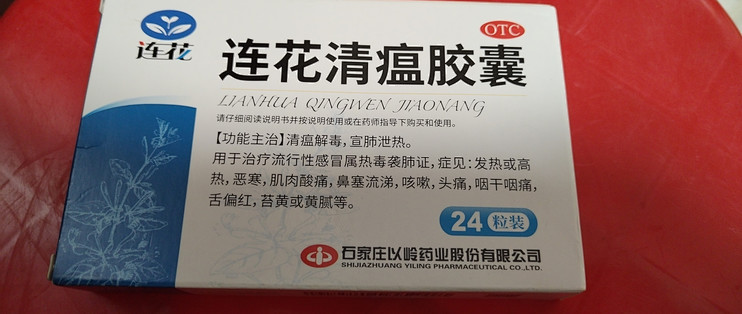 OTC
连花
连花清瘟胶囊
LIANHUA QINGWEN JIAONANG
请仔细阅读说明书并按说明使用或在药师指导下购买和使用。
【功能主治】清瘟解毒，宣肺泄热。
用于治疗流行性感冒属热毒袭肺证，症见：发热或高
热，恶寒，肌肉酸痛，鼻塞流涕，咳嗽，头痛，咽干咽痛，
舌偏红，苔黄或黄腻等。
24粒装
石家庄以岭药业股份有限公司
SHIJIAZHUANG YILING PHARMACEUTICAL CO.,LTD.